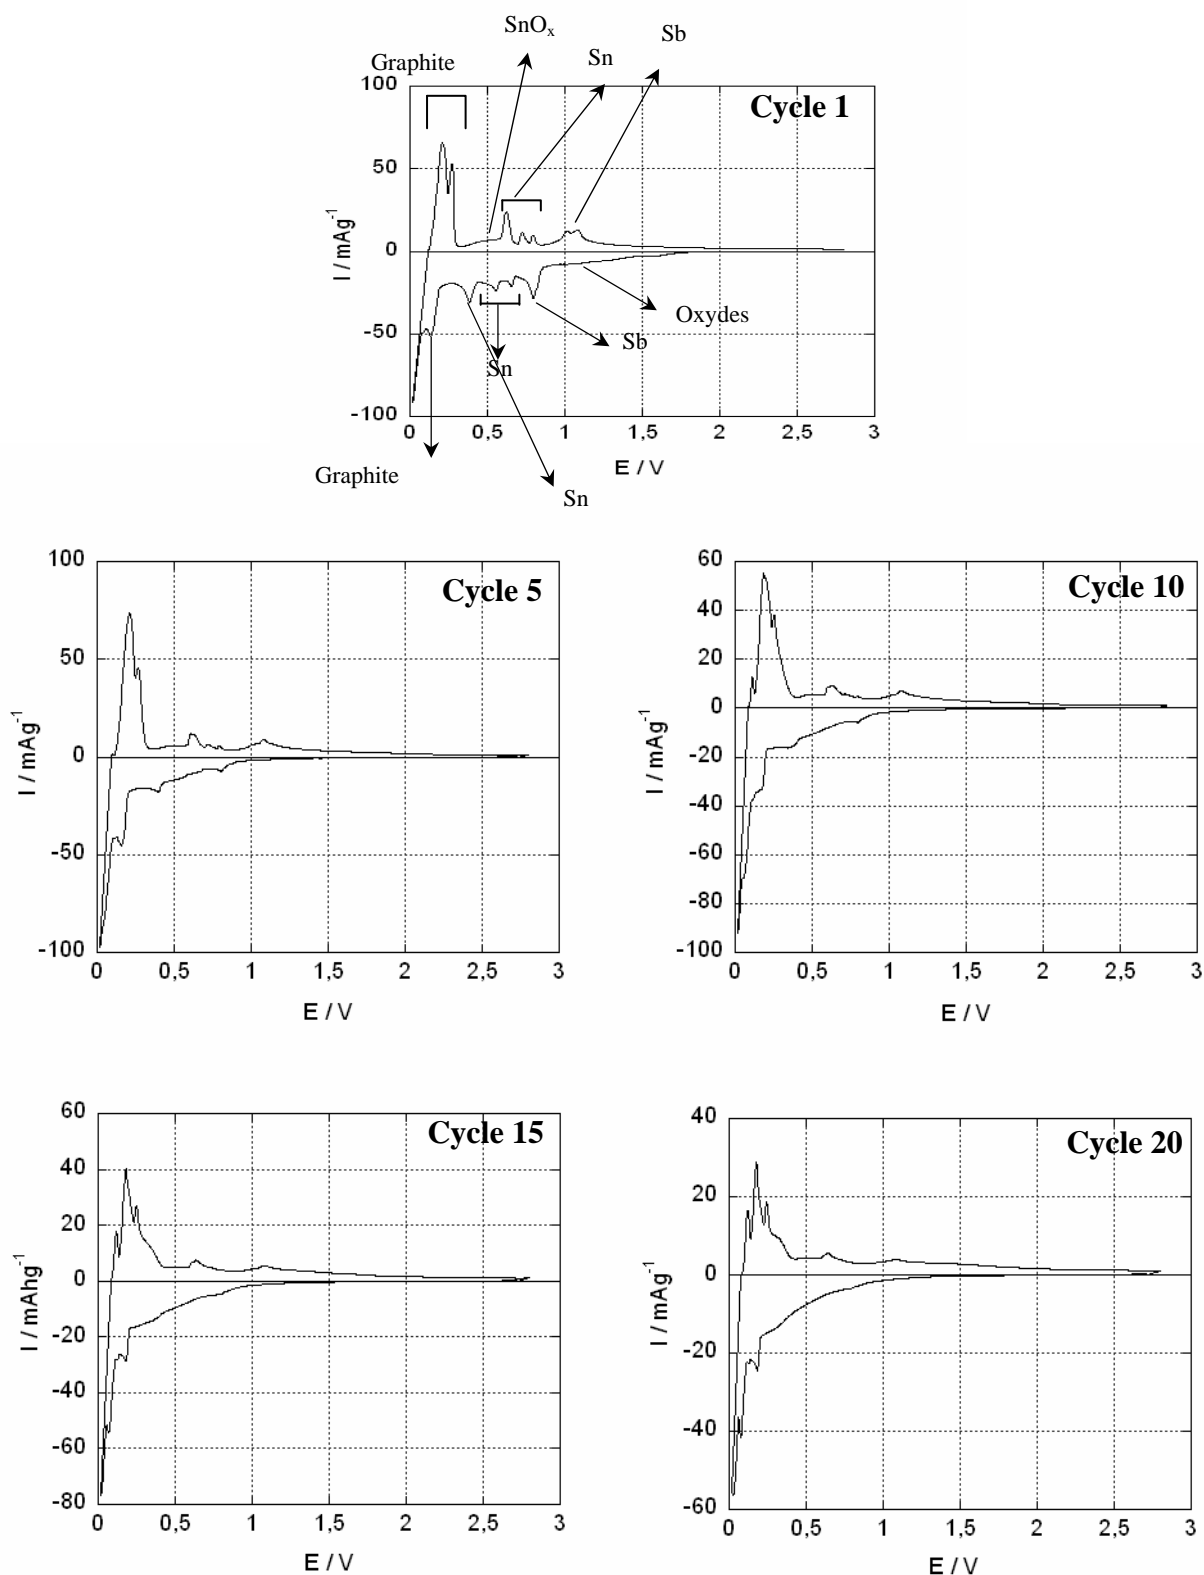 SnOx
Sb
Graphite
Sn
100
Cycle 1
50
I / mAg-1
0
Oxydes
-50
Sb
Sn
-100
0 0,5 1 1,5 2 2,5 3
E / V
Graphite
Sn
100
Cycle 5
50
I / mAg-1
0
-50
-100
0 0,5 1 1,5 2 2,5 3
E / V
60
Cycle 10
40
20
I / mAg-1
0
-20
-40
-60
-80
-100
0 0,5 1 1,5 2 2,5 3
E / V
60
Cycle 15
40
20
I / mAhg-1
0
-20
-40
-60
-80
0 0,5 1 1,5 2 2,5 3
E / V
40
Cycle 20
20
I / mAg-1
0
-20
-40
-60
0 0,5 1 1,5 2 2,5 3
E / V